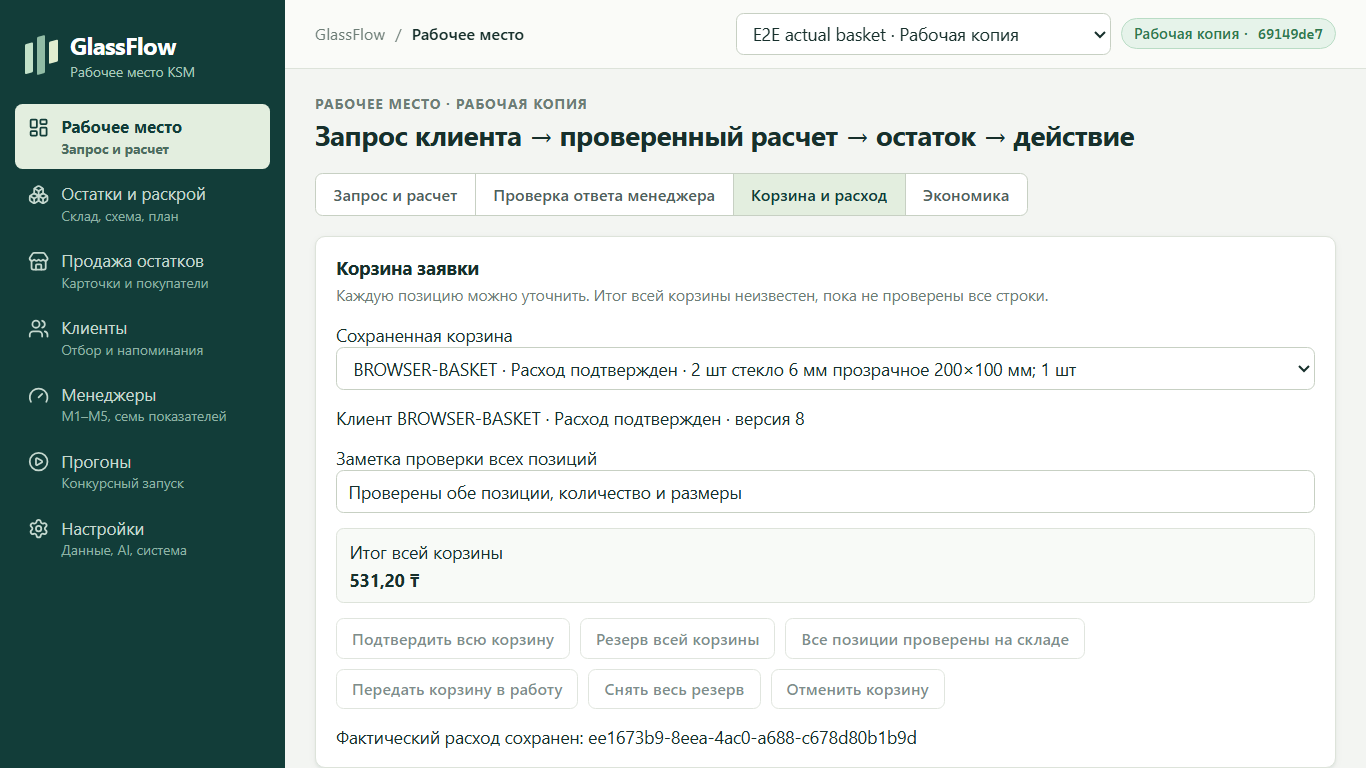 GlassFlow
Рабочее место KSM
Рабочее место
Запрос и расчет
Остатки и раскрой
Склад, схема, план
Продажа остатков
Карточки и покупатели
Клиенты
Отбор и напоминания
Менеджеры
M1–M5, семь показателей
Прогоны
Конкурсный запуск
Настройки
Данные, AI, система
GlassFlow / Рабочее место
E2E actual basket · Рабочая копия
Рабочая копия · 69149de7
РАБОЧЕЕ МЕСТО · РАБОЧАЯ КОПИЯ
Запрос клиента → проверенный расчет → остаток → действие
Запрос и расчет
Проверка ответа менеджера
Корзина и расход
Экономика
Корзина заявки
Каждую позицию можно уточнить. Итог всей корзины неизвестен, пока не проверены все строки.
Сохраненная корзина
BROWSER-BASKET · Расход подтвержден · 2 шт стекло 6 мм прозрачное 200×100 мм; 1 шт
Клиент BROWSER-BASKET · Расход подтвержден · версия 8
Заметка проверки всех позиций
Проверены обе позиции, количество и размеры
Итог всей корзины
531,20 ₸
Подтвердить всю корзину
Резерв всей корзины
Все позиции проверены на складе
Передать корзину в работу
Снять весь резерв
Отменить корзину
Фактический расход сохранен: ee1673b9-8eea-4ac0-a688-c678d80b1b9d